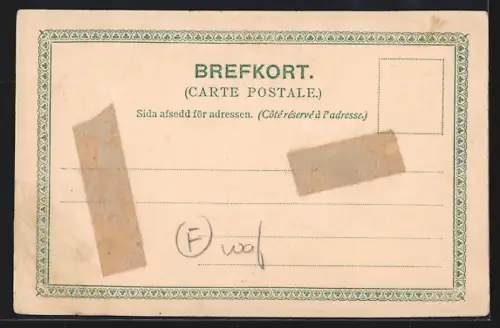 BREFKORT.
(CARTE POSTALE.)
Sida afsedd för adressen. (Côté réservé à l'adresse.)
F